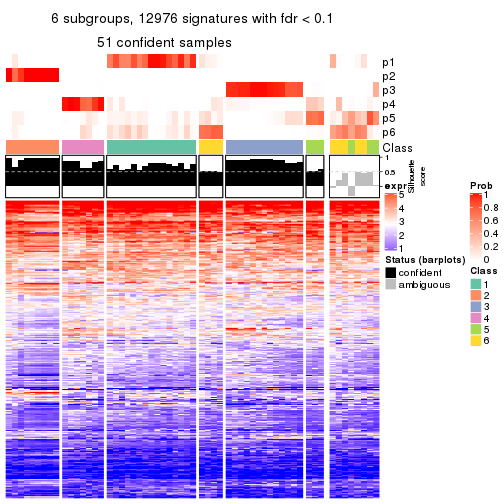 6 subgroups, 12976 signatures with fdr < 0.1
51 confident samples
p1
p2
p3
p4
p5
p6
Class
1
0.5
0
Silhouette
score
expr
5
4
3
2
1
Status (barplots)
confident
ambiguous
Prob
1
0.8
0.6
0.4
0.2
0
Class
1
2
3
4
5
6